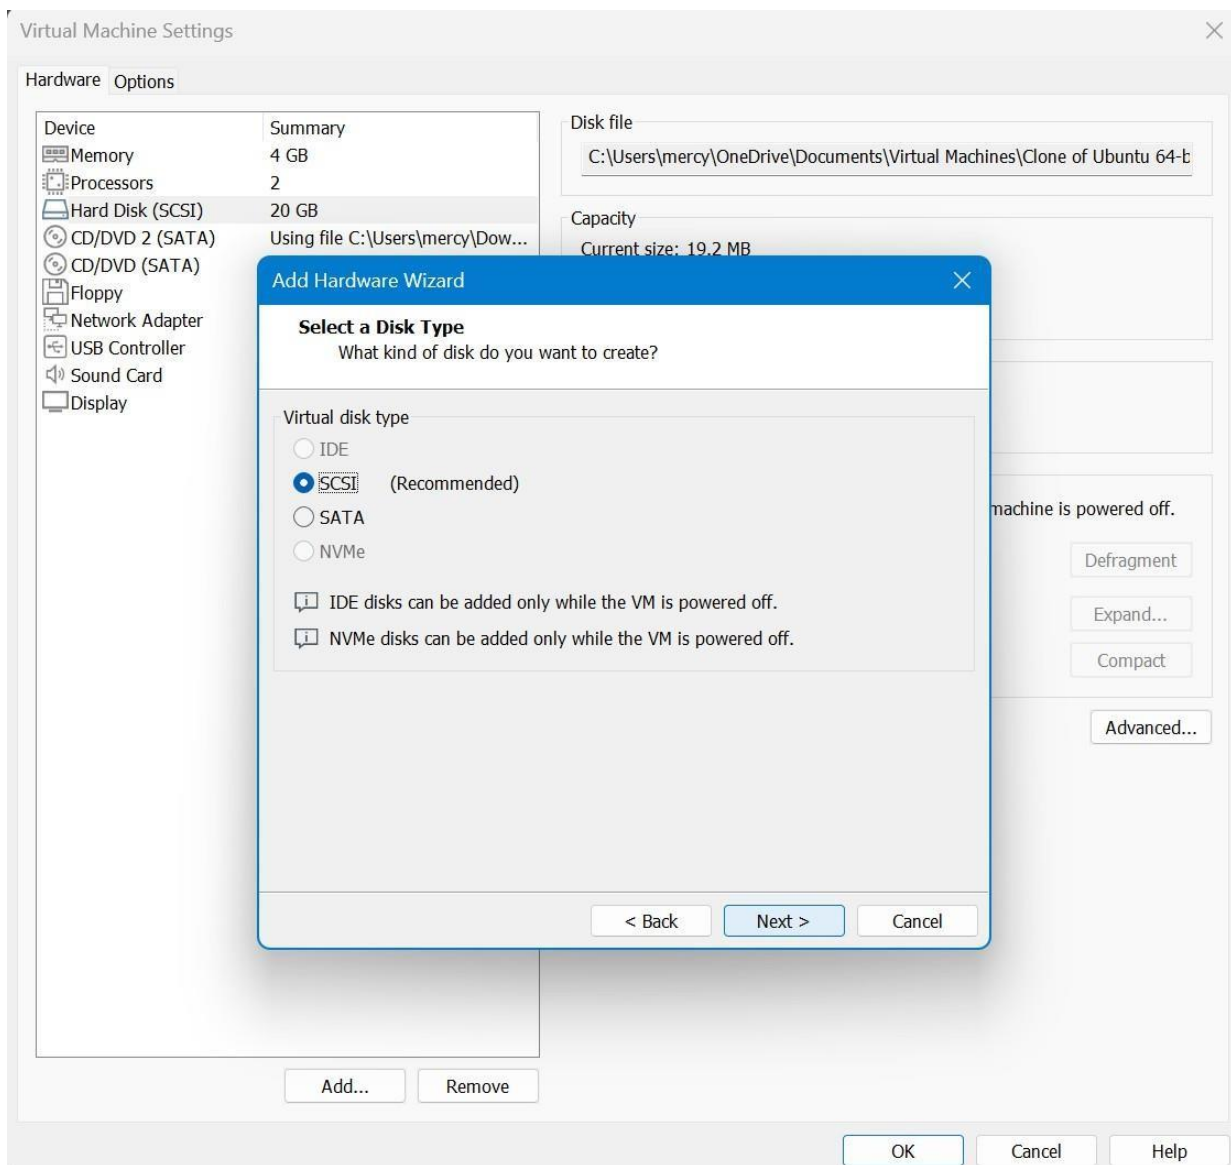 Virtual Machine Settings
Hardware Options
Device Summary
Memory 4 GB
Processors 2
Hard Disk (SCSI) 20 GB
CD/DVD 2 (SATA) Using file C:\Users\mercy\Dow...
CD/DVD (SATA)
Floppy
Network Adapter
USB Controller
Sound Card
Display
Add... Remove
Disk file
C:\Users\mercy\OneDrive\Documents\Virtual Machines\Clone of Ubuntu 64-b
Capacity
Current size: 19.2 MB
machine is powered off.
Defragment
Expand...
Compact
Advanced...
Add Hardware Wizard
Select a Disk Type
What kind of disk do you want to create?
Virtual disk type
IDE
SCSI (Recommended)
SATA
NVMe
IDE disks can be added only while the VM is powered off.
NVMe disks can be added only while the VM is powered off.
< Back Next > Cancel
OK Cancel Help